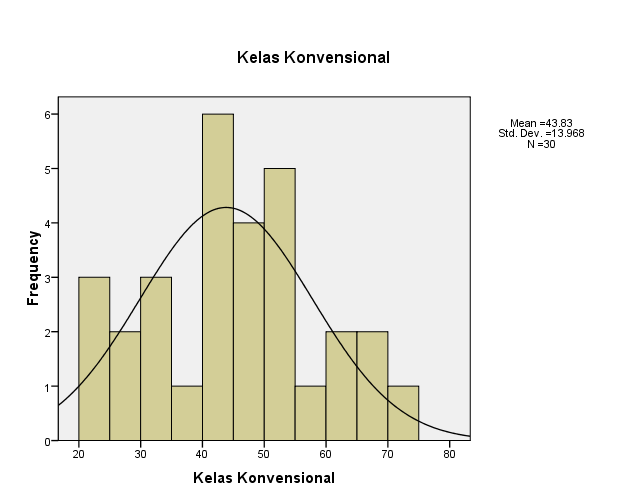 Kelas Konvensional
Mean =43.83
Std. Dev. =13.968
N =30
Frequency
6
5
4
3
2
1
0
20 30 40 50 60 70 80
Kelas Konvensional